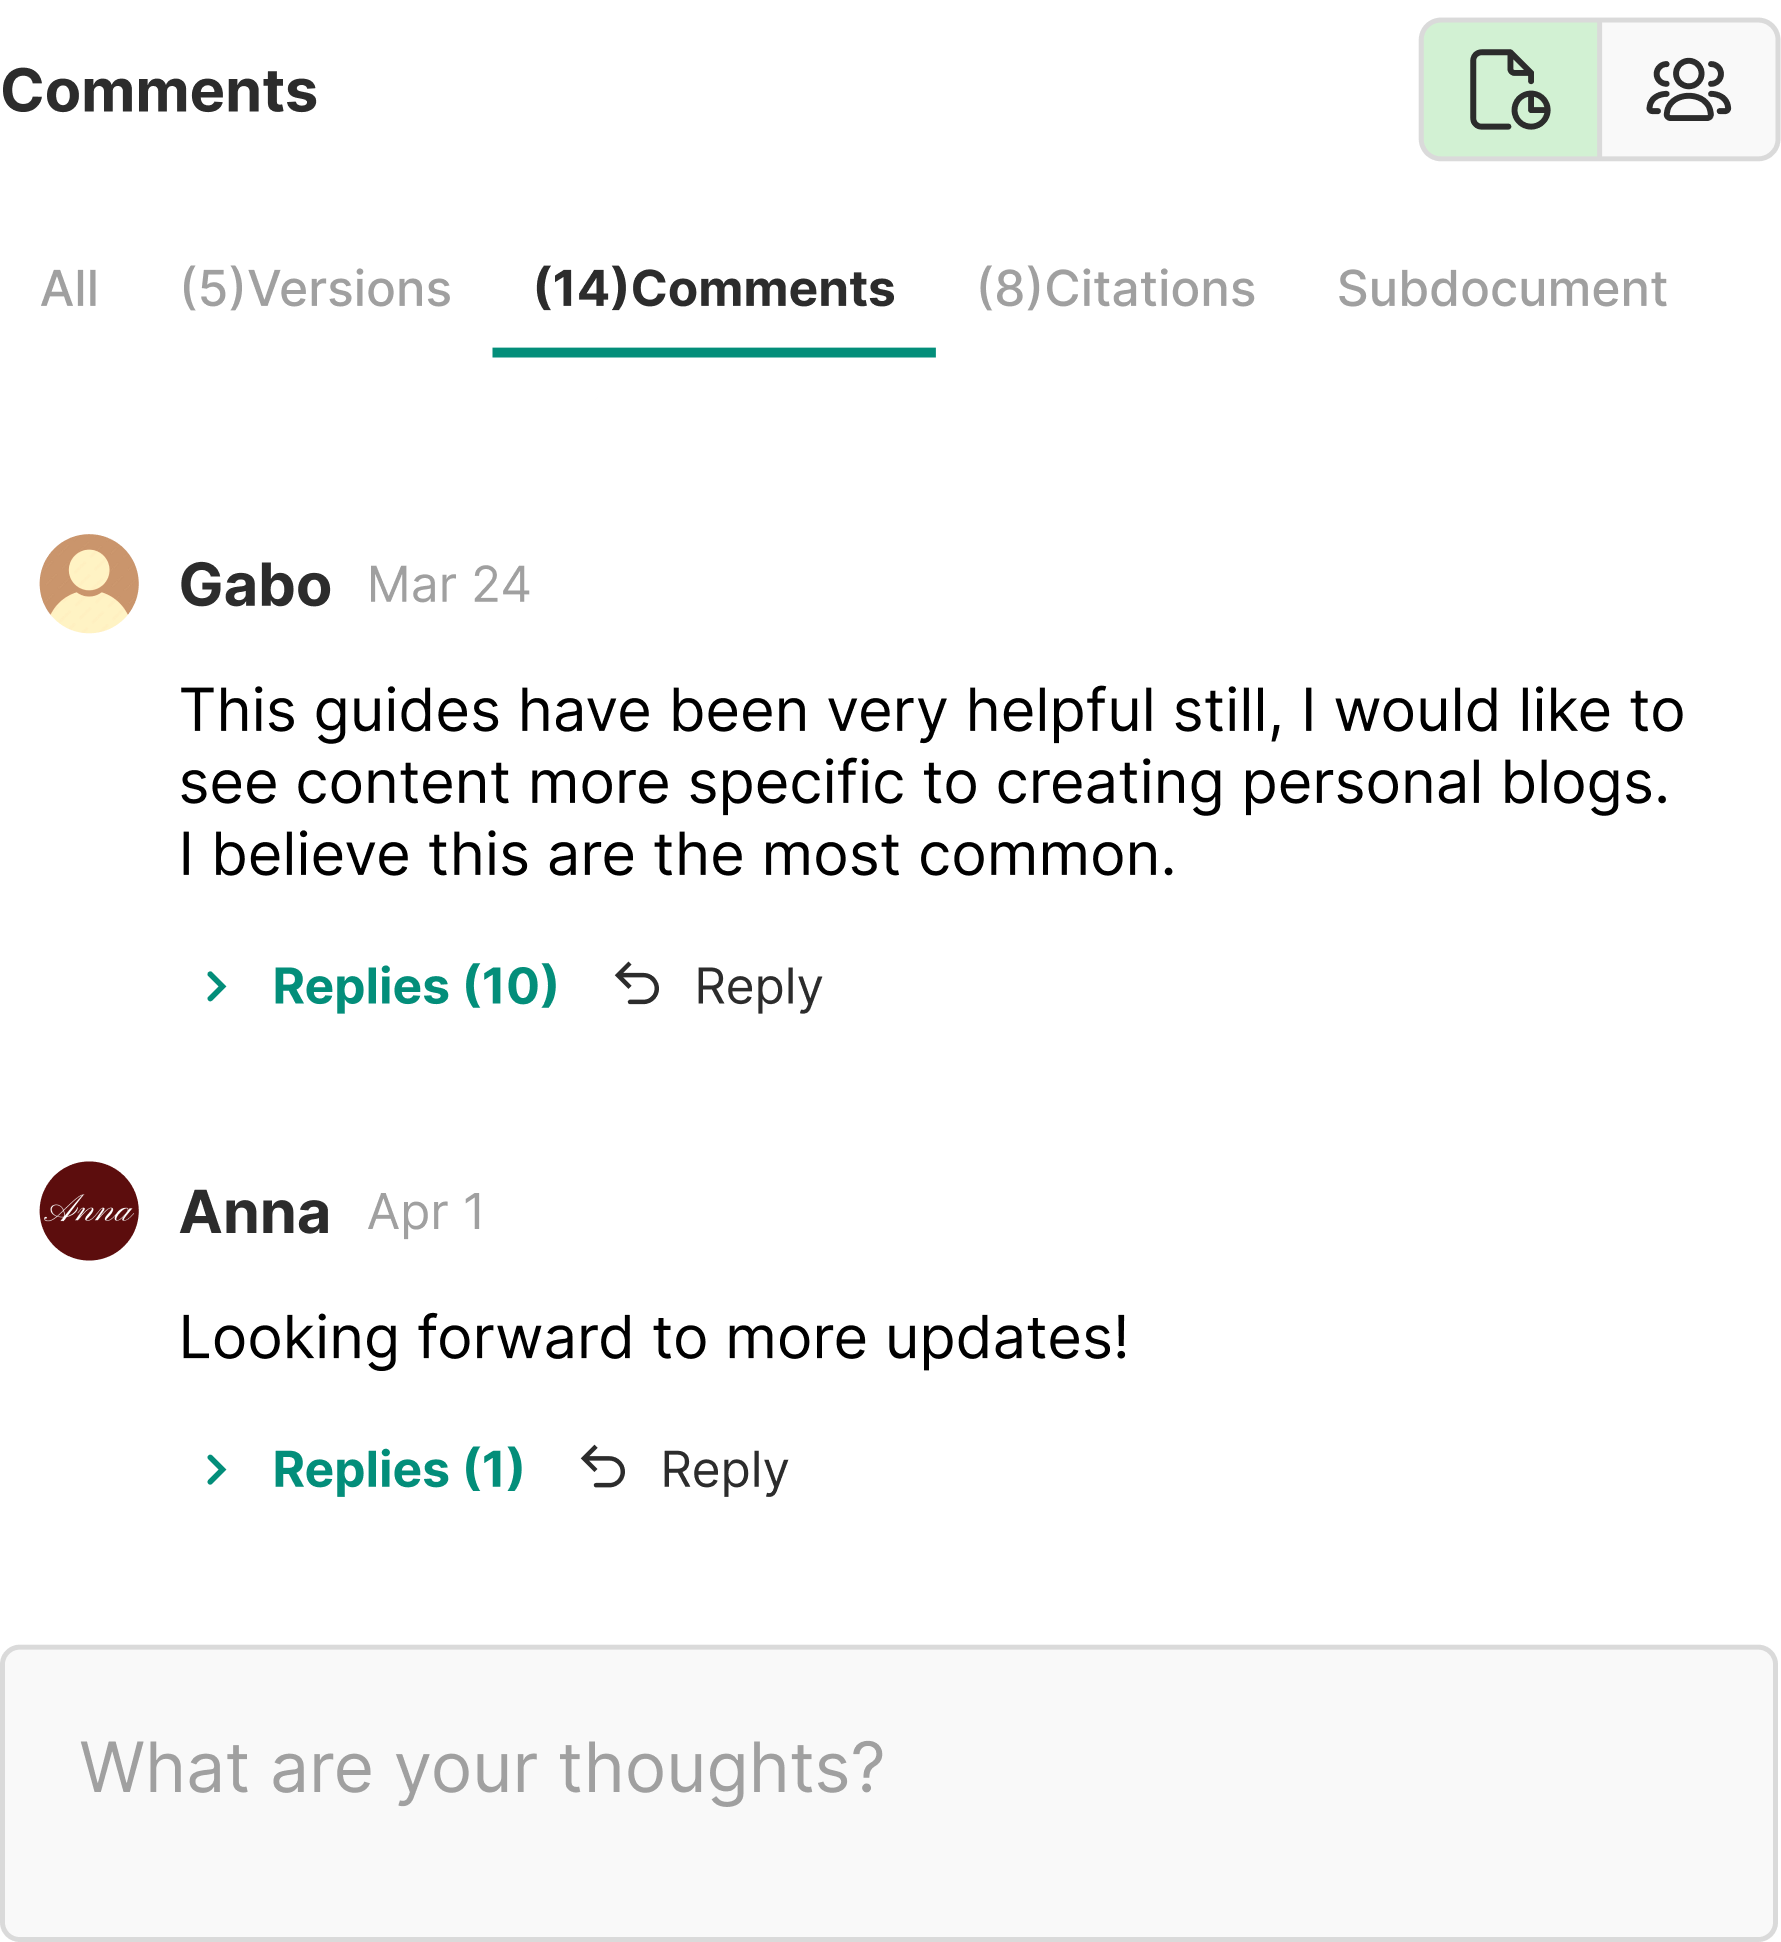 Comments
All (5)Versions (14)Comments (8)Citations Subdocument
Gabo Mar 24
This guides have been very helpful still, I would like to
see content more specific to creating personal blogs.
I believe this are the most common.
Replies (10) Reply
Anna
Anna Apr 1
Looking forward to more updates!
Replies (1) Reply
What are your thoughts?